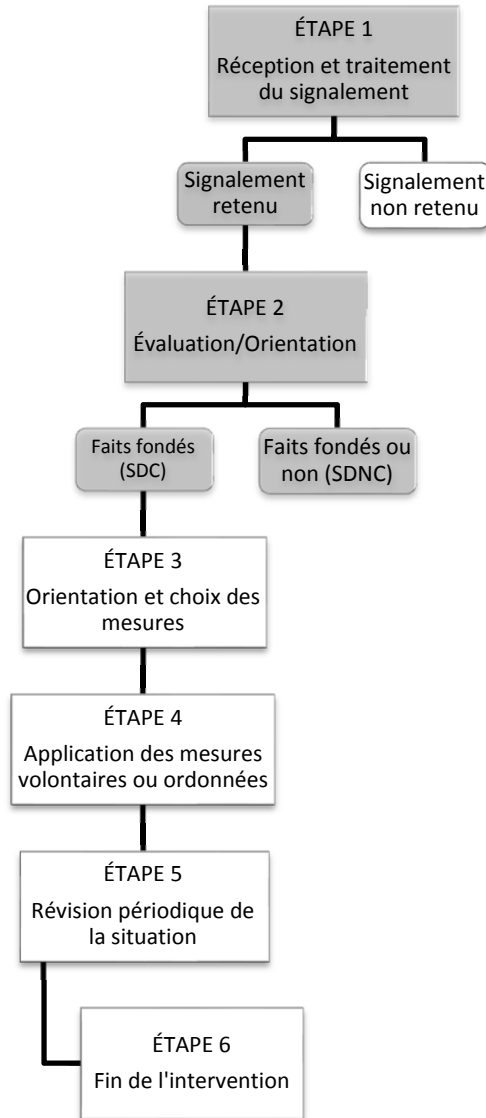 ÉTAPE 1
Réception et traitement
du signalement
Signalement
retenu
Signalement
non retenu
ÉTAPE 2
Évaluation/Orientation
Faits fondés
(SDC)
Faits fondés ou
non (SDNC)
ÉTAPE 3
Orientation et choix des
mesures
ÉTAPE 4
Application des mesures
volontaires ou ordonnées
ÉTAPE 5
Révision périodique de
la situation
ÉTAPE 6
Fin de l'intervention